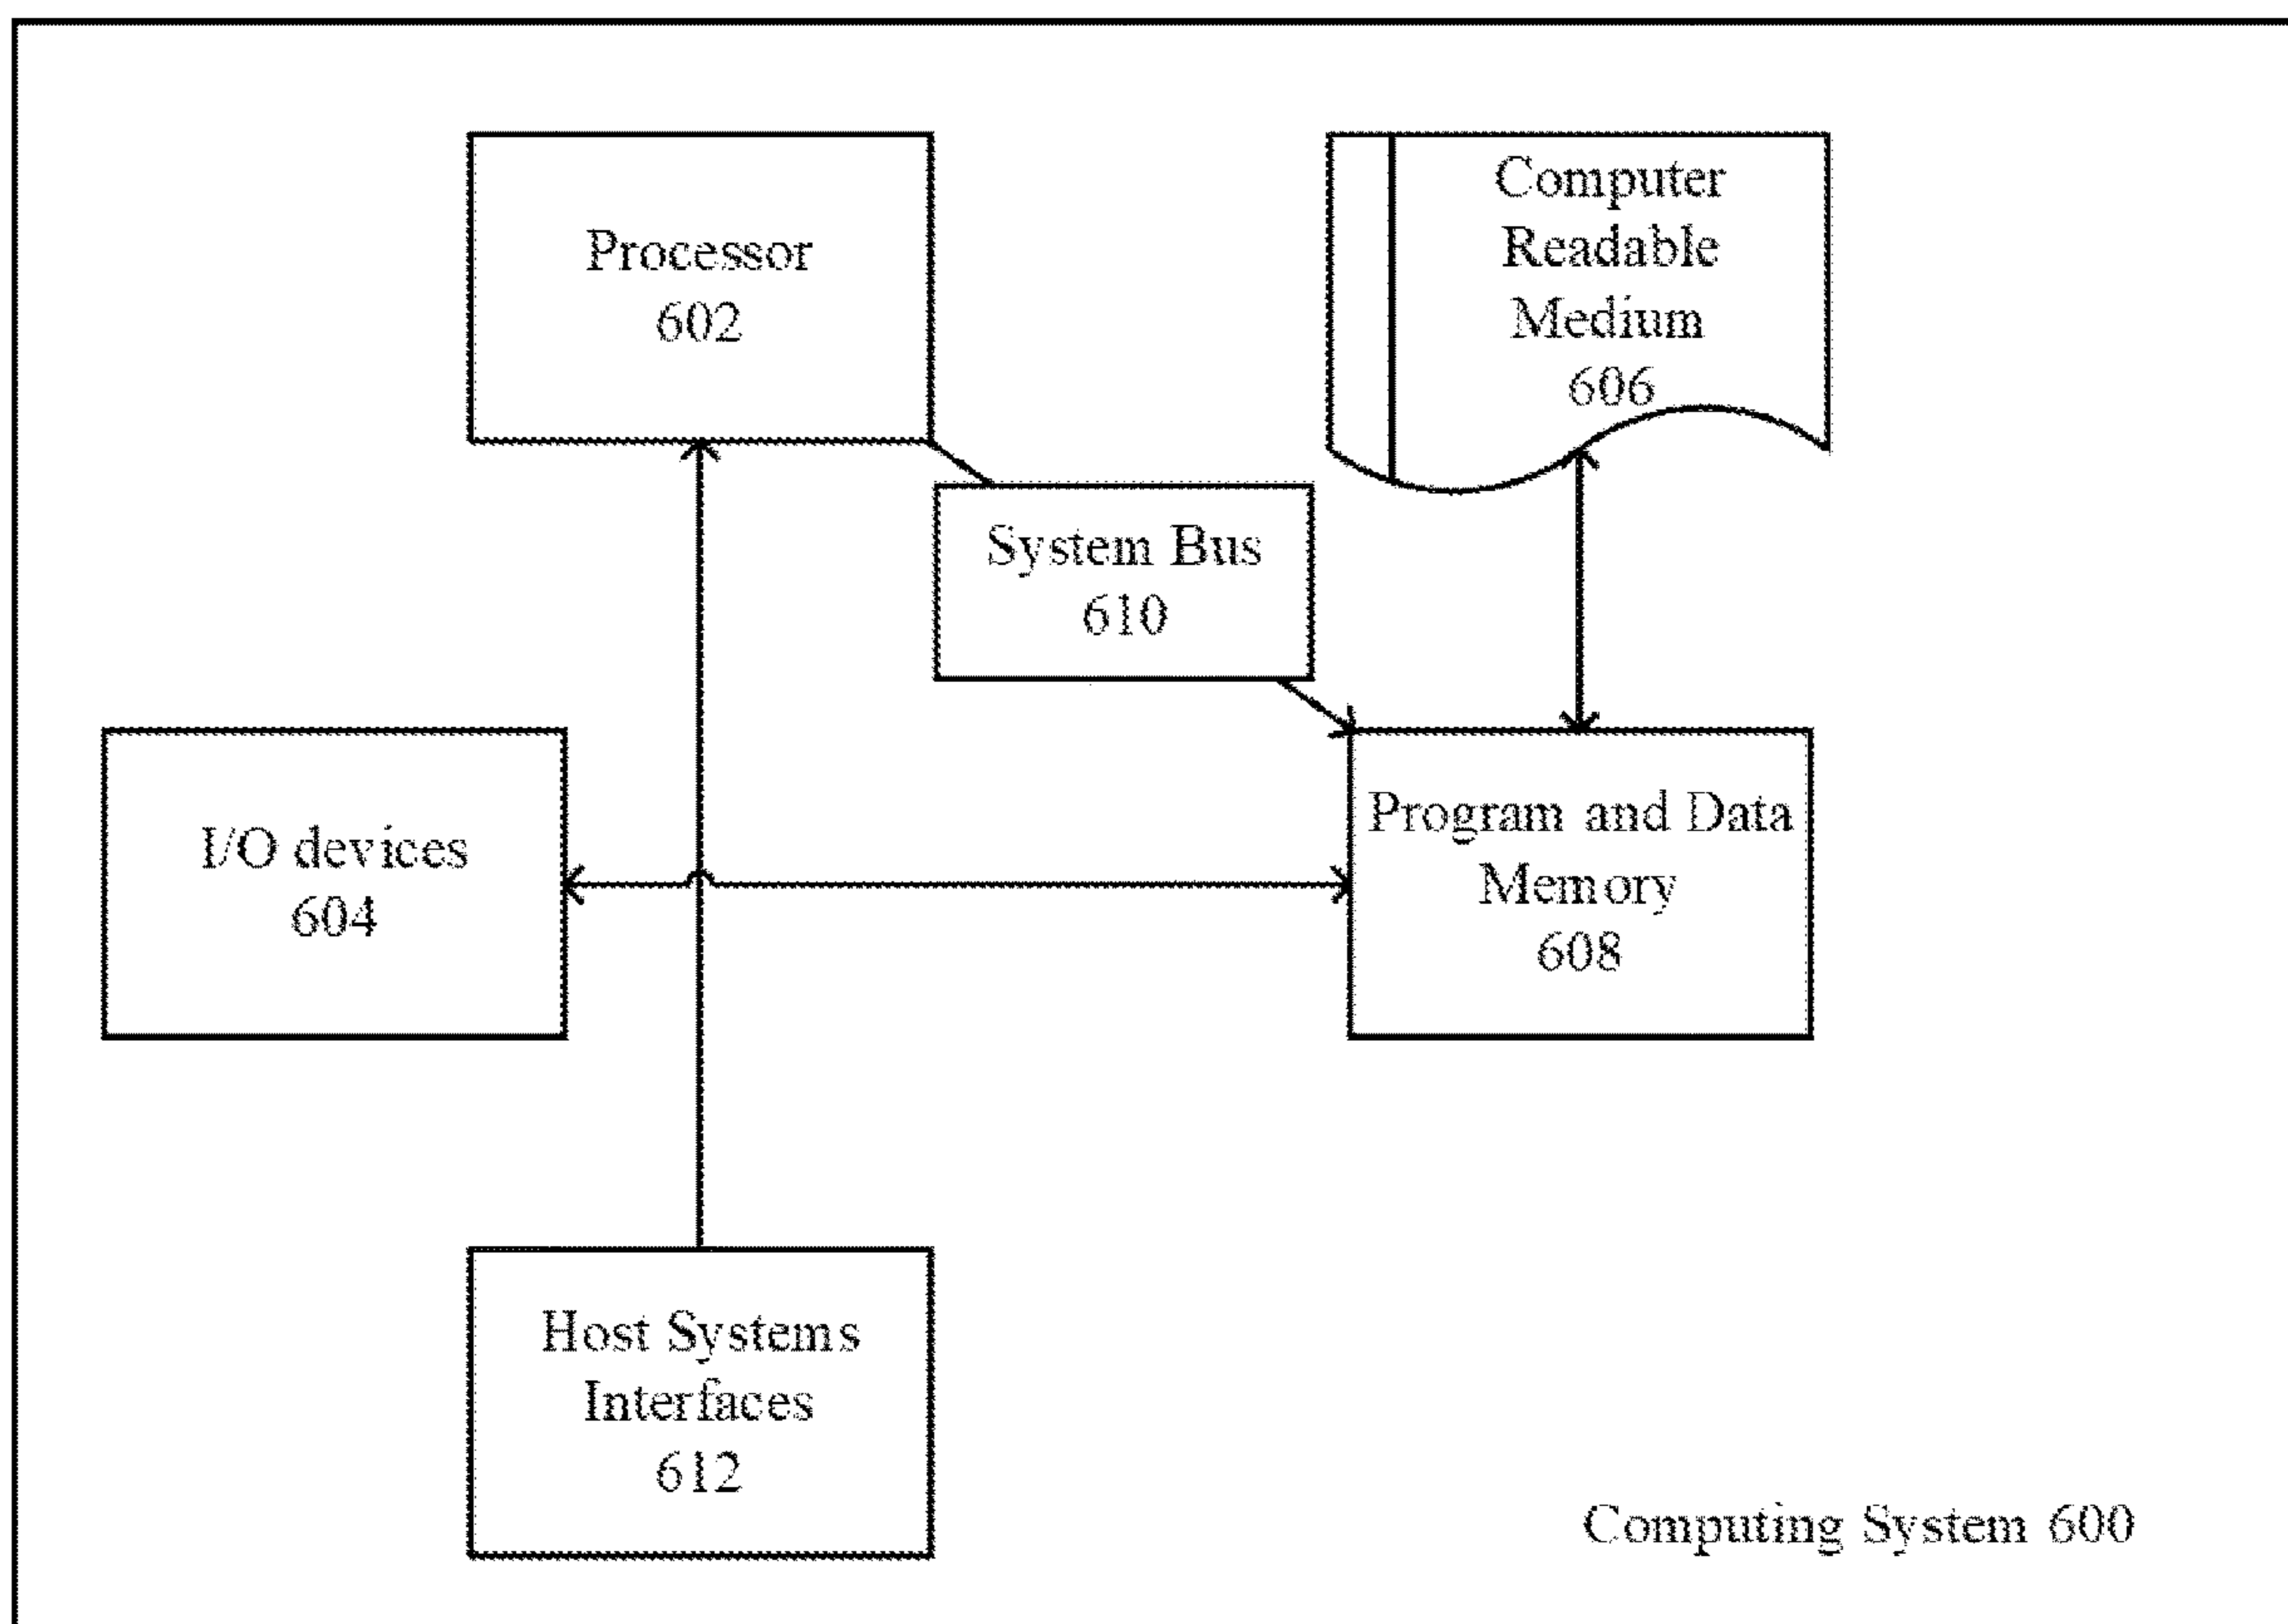 Processor
602
Computer
Readable
Medium
606
System Bus
610
I/O devices
604
Program and Data
Memory
608
Host Systems
Interfaces
612
Computing System 600